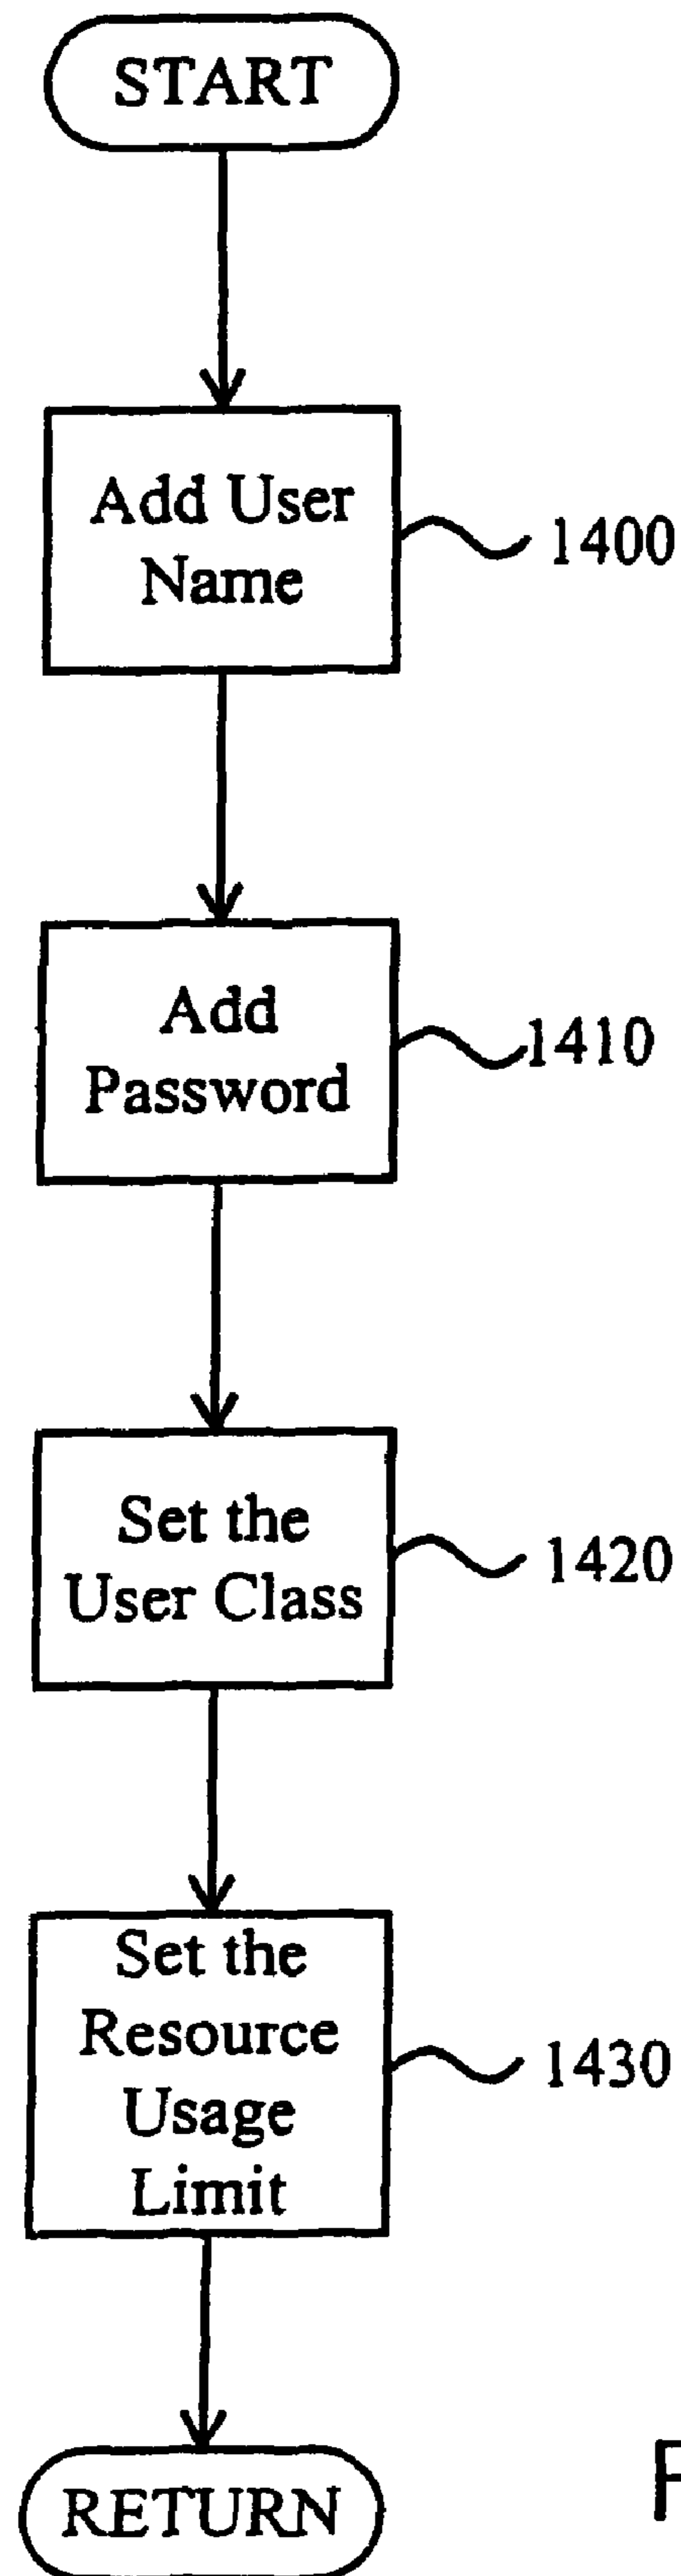 START
Add User
Name
1400
Add
Password
1410
Set the
User Class
1420
Set the
Resource
Usage
Limit
1430
RETURN